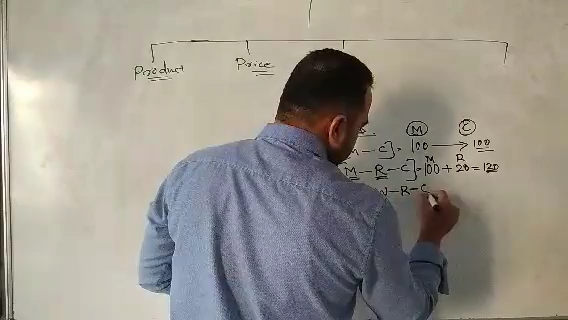 Product Price
M C
M - C] = 100 → 100
M R
M - R - C] = 100 + 20 = 120
W - R - C